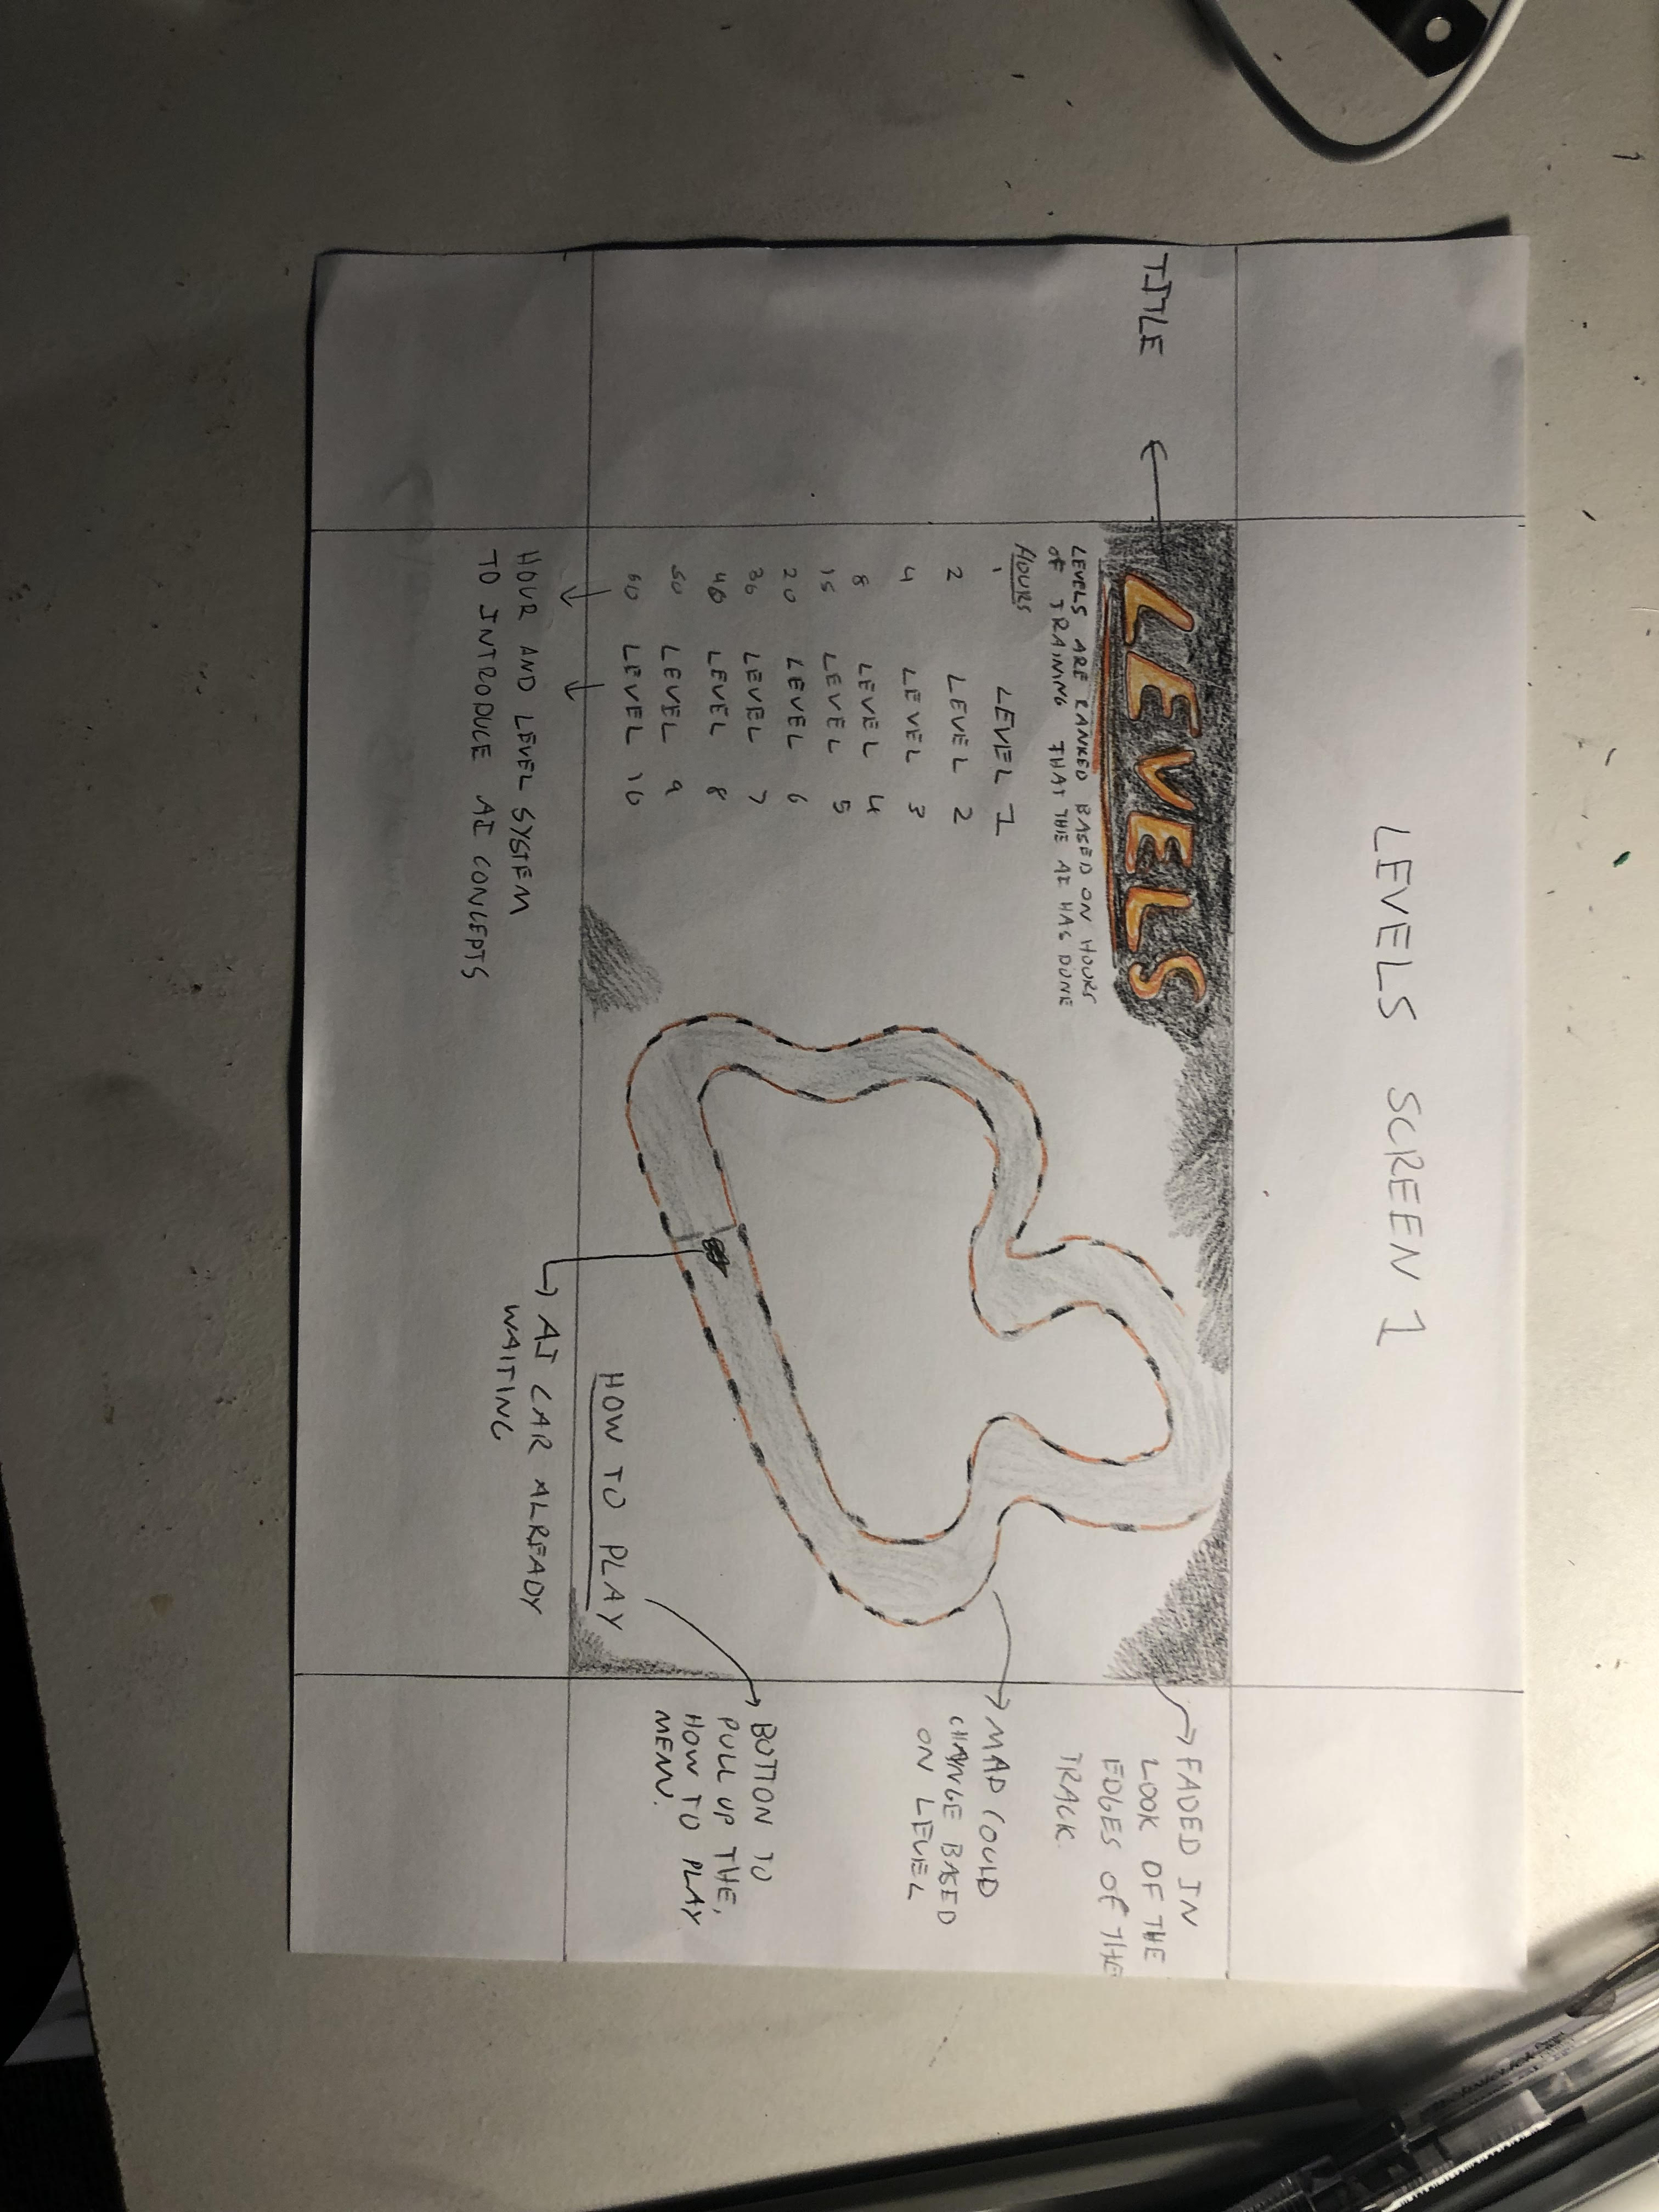 LEVELS SCREEN 1
TITLE
LEVELS
LEVELS ARE RANKED BASED ON HOURS
OF TRAINING THAT THE AI HAS DONE
HOURS
1 LEVEL 1
2 LEVEL 2
4 LEVEL 3
8 LEVEL 4
15 LEVEL 5
20 LEVEL 6
30 LEVEL 7
40 LEVEL 8
50 LEVEL 9
60 LEVEL 10
HOUR AND LEVEL SYSTEM
TO INTRODUCE AI CONCEPTS
HOW TO PLAY
AI CAR ALREADY
WAITING
FADED IN
LOOK OF THE
EDGES OF THE
TRACK.
MAP COULD
CHANGE BASED
ON LEVEL
BOTTON TO
PULL UP THE,
HOW TO PLAY
MENU.